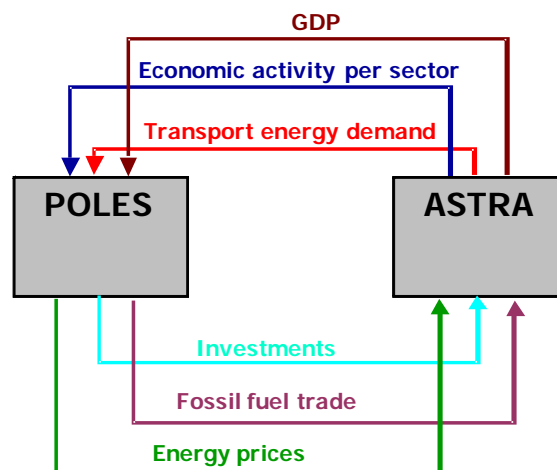 GDP
Economic activity per sector
Transport energy demand
POLES
ASTRA
Investments
Fossil fuel trade
Energy prices